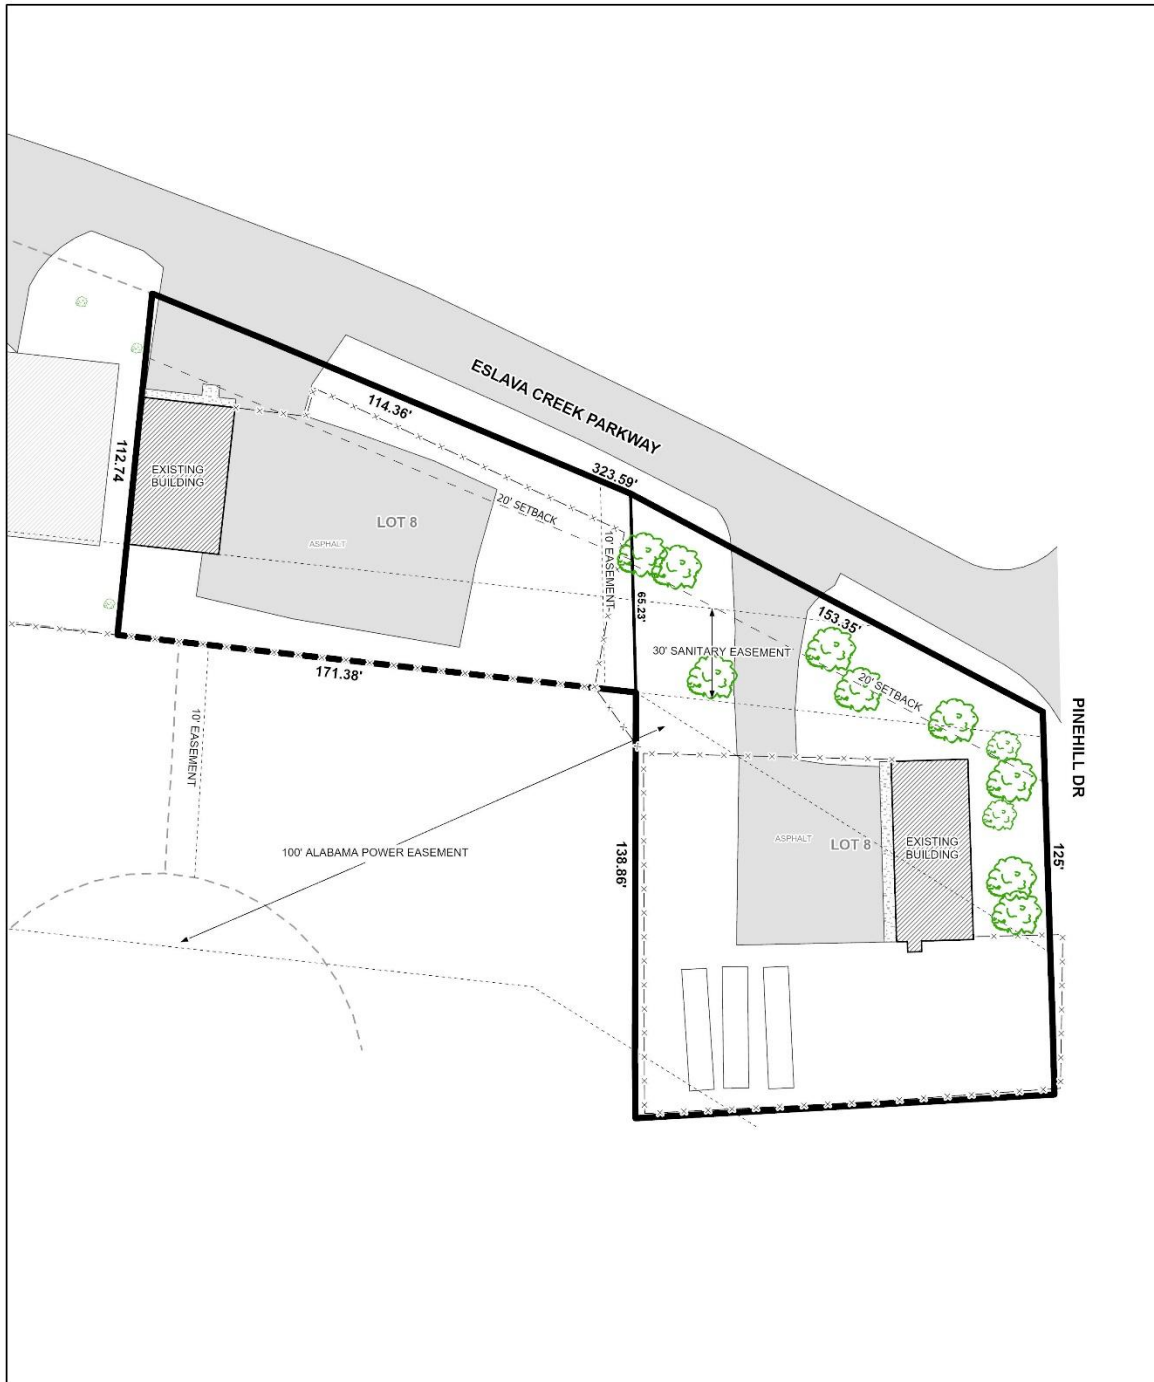 ESLAVA CREEK PARKWAY
114.36'
323.59'
112.74
EXISTING
BUILDING
20' SETBACK
LOT 8
ASPHALT
10' EASEMENT
65.23'
153.35'
30' SANITARY EASEMENT
171.38'
20' SETBACK
PINEHILL DR
10' EASEMENT
100' ALABAMA POWER EASEMENT
138.86'
ASPHALT
LOT 8
EXISTING
BUILDING
125'